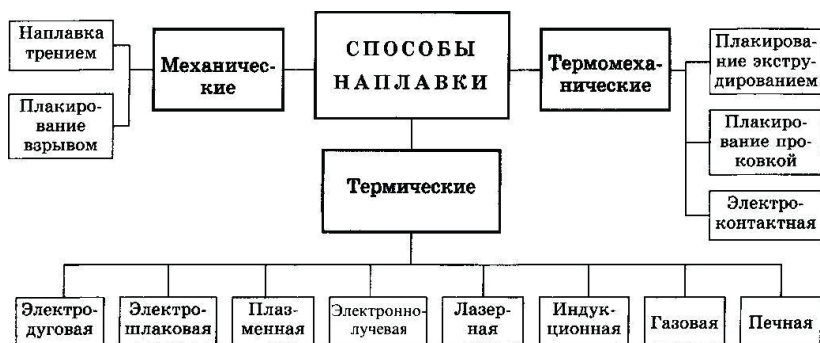 СПОСОБЫ
НАПЛАВКИ
Механичес-
кие
Наплавка
трением
Плакиро-
вание
взрывом
Термомеха-
нические
Плакирова-
ние экстру-
дированием
Плакиро-
вание про-
ковкой
Электро-
контактная
Термические
Электро-
дуговая
Электро-
шлаковая
Плаз-
менная
Электронно-
лучевая
Лазер-
ная
Индук-
ционная
Газовая
Печная